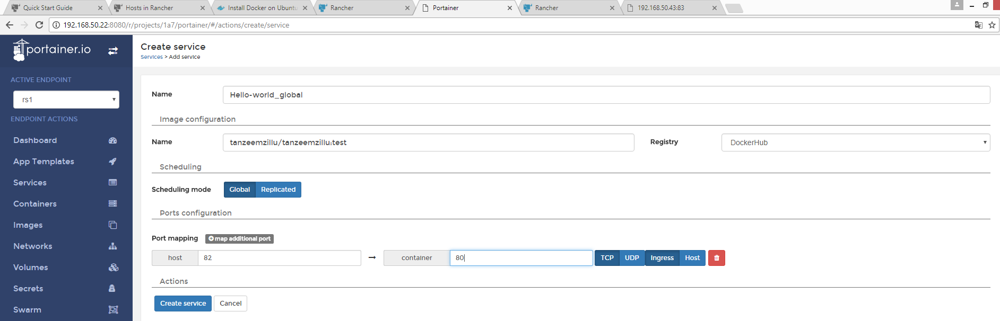 Quick Start Guide
Hosts in Rancher
Install Docker on Ubuntu
Rancher
Portainer
Rancher
192.168.50.43:83
192.168.50.22:8080/r/projects/1a7/portainer/#/actions/create/service
portainer.io
ACTIVE ENDPOINT
rs1
ENDPOINT ACTIONS
Dashboard
App Templates
Services
Containers
Images
Networks
Volumes
Secrets
Swarm
Create service
Services > Add service
Name Hello-world_global
Image configuration
Name tanzeemzillu/tanzeemzillu:test Registry DockerHub
Scheduling
Scheduling mode Global Replicated
Ports configuration
Port mapping map additional port
host 82 → container 80 TCP UDP Ingress Host
Actions
Create service Cancel